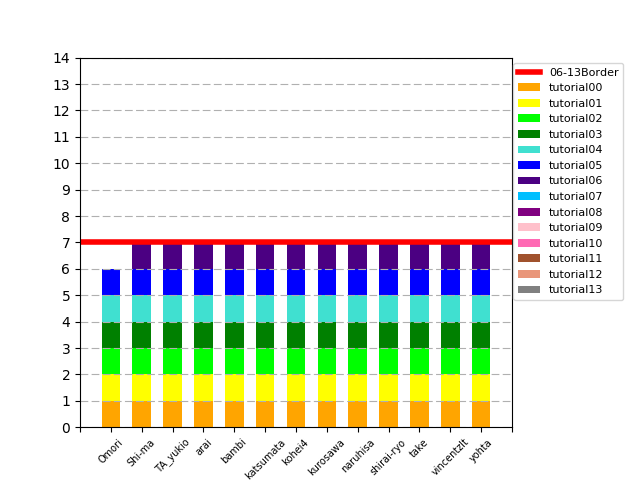 14
13
12
11
10
9
8
7
6
5
4
3
2
1
0
Omori
Shi-ma
TA_yukio
arai
bambi
katsumata
kohei4
kurosawa
naruhisa
shirai-ryo
take
vincentzlt
yohta
06-13Border
tutorial00
tutorial01
tutorial02
tutorial03
tutorial04
tutorial05
tutorial06
tutorial07
tutorial08
tutorial09
tutorial10
tutorial11
tutorial12
tutorial13